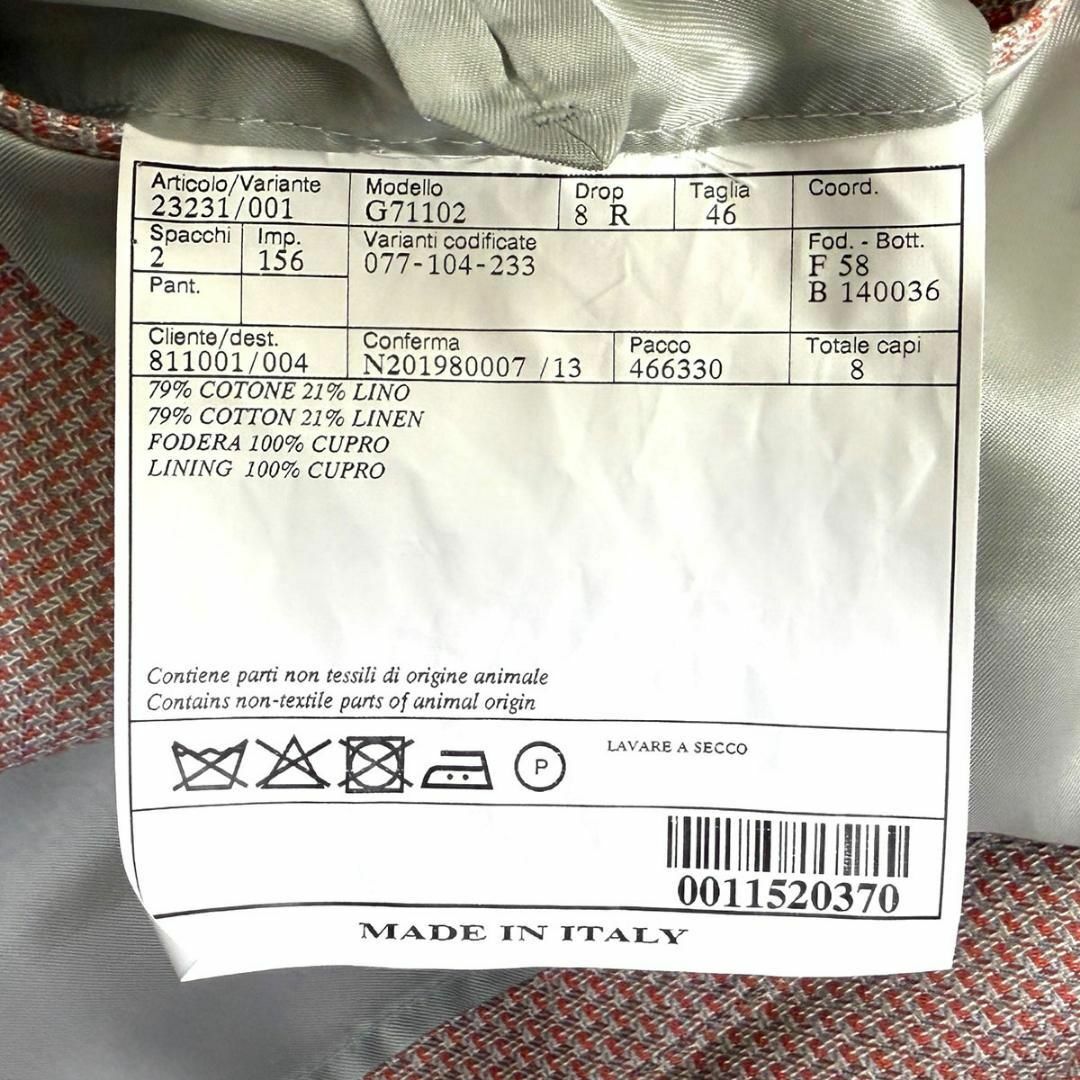 Articolo/Variante Modello Drop Taglia Coord.
23231/001 G71102 8 R 46
Spacchi Imp. Varianti codificate Fod. - Bott.
2 156 077-104-233 F 58
Pant. B 140036
Cliente/dest. Conferma Pacco Totale capi
811001/004 N201980007 /13 466330 8
79% COTONE 21% LINO
79% COTTON 21% LINEN
FODERA 100% CUPRO
LINING 100% CUPRO
Contiene parti non tessili di origine animale
Contains non-textile parts of animal origin
P LAVARE A SECCO
0011520370
MADE IN ITALY